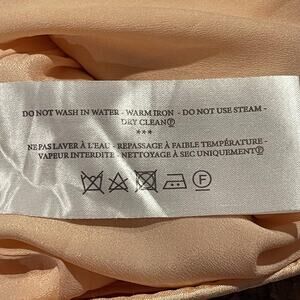 DO NOT WASH IN WATER - WARM IRON - DO NOT USE STEAM -
DRY CLEAN Ⓟ
***
NE PAS LAVER À L'EAU - REPASSAGE À FAIBLE TEMPÉRATURE -
VAPEUR INTERDITE - NETTOYAGE À SEC UNIQUEMENT Ⓟ